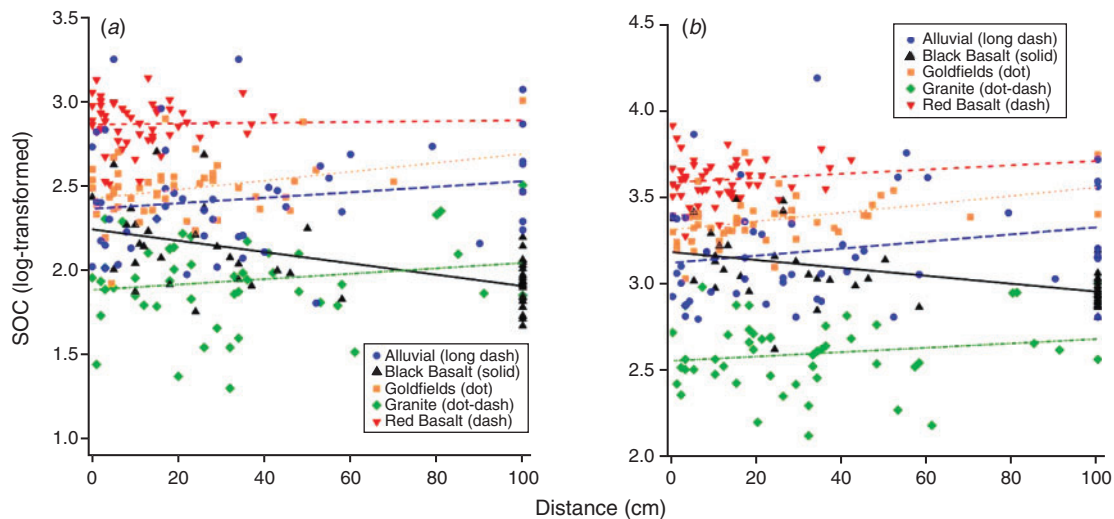 (a)
3.5
3.0
2.5
2.0
1.5
1.0
0 20 40 60 80 100
SOC (log-transformed)
Alluvial (long dash)
Black Basalt (solid)
Goldfields (dot)
Granite (dot-dash)
Red Basalt (dash)
(b)
4.5
4.0
3.5
3.0
2.5
2.0
0 20 40 60 80 100
Alluvial (long dash)
Black Basalt (solid)
Goldfields (dot)
Granite (dot-dash)
Red Basalt (dash)
Distance (cm)